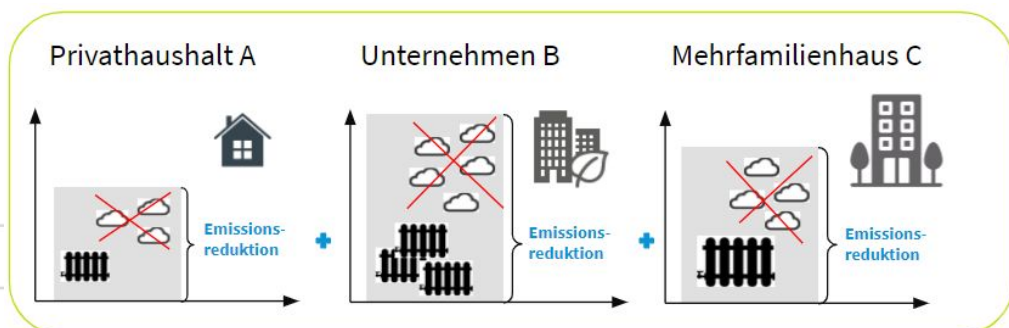 Privathaushalt A
Unternehmen B
Mehrfamilienhaus C
Emissions-
reduktion
+
Emissions-
reduktion
+
Emissions-
reduktion